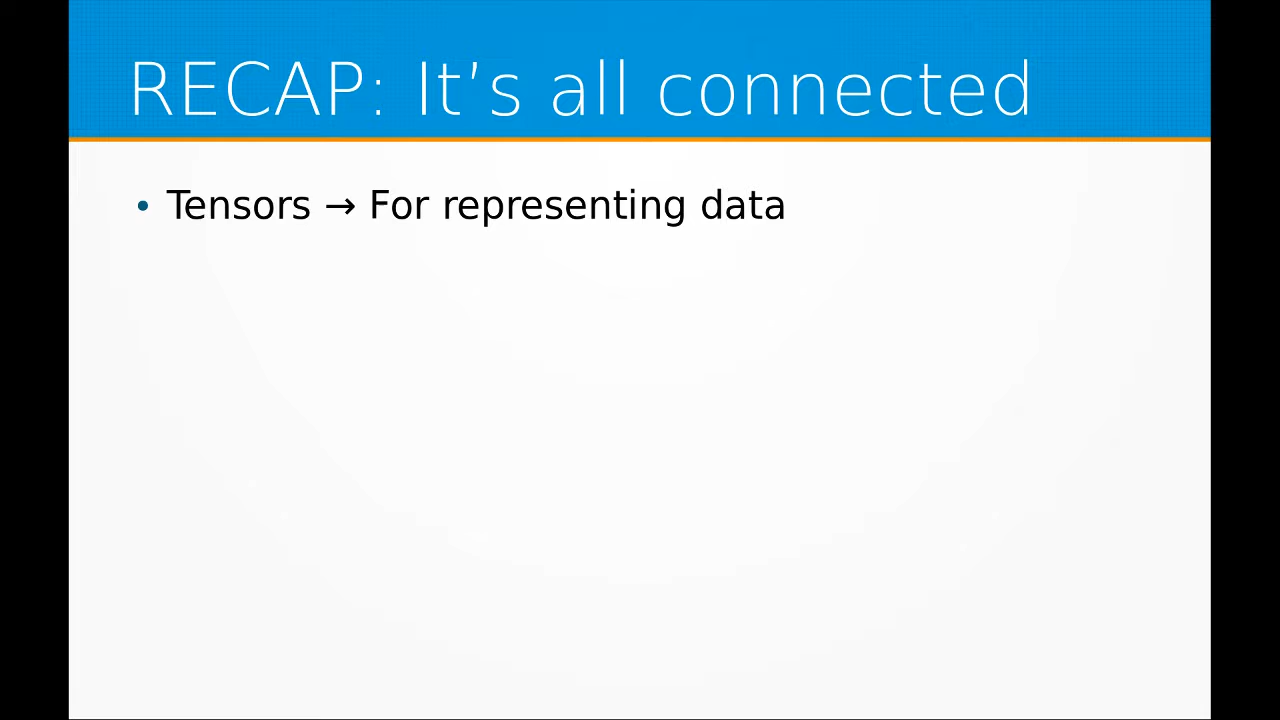 RECAP: It's all connected
• Tensors → For representing data